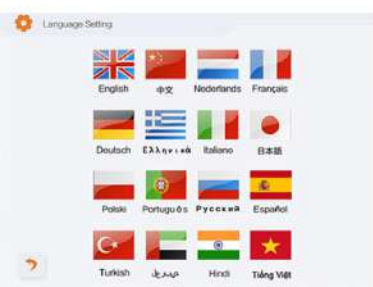 Language Setting
English 中文 Nederlands Français
Deutsch Ελληνικά Italiano 日本語
Polski Português Русский Español
Turkish Hindi Tiếng Việt